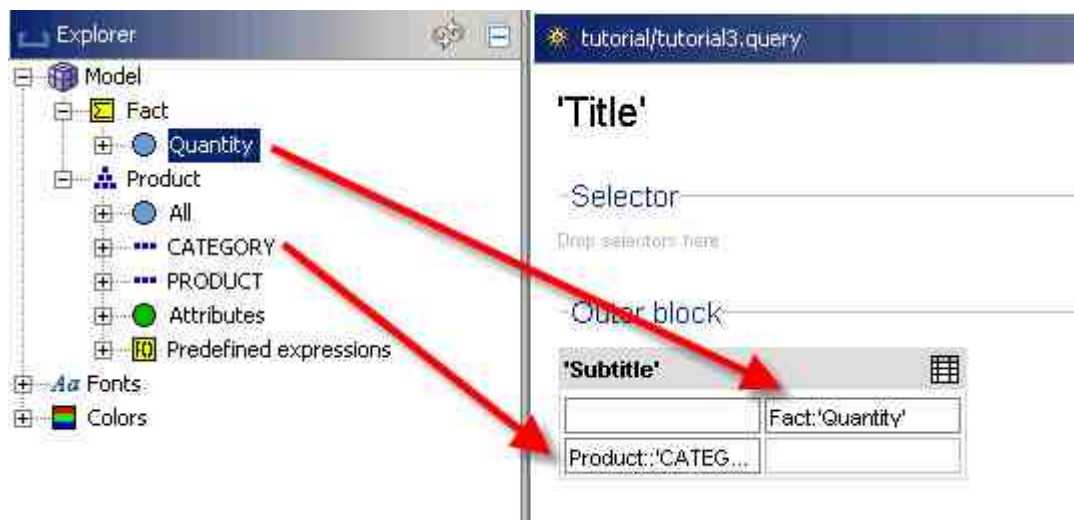 Explorer
Model
Fact
Quantity
Product
All
CATEGORY
PRODUCT
Attributes
F() Predefined expressions
Aa Fonts
Colors
tutorial/tutorial3.query
'Title'
Selector
Drop selectors here
Outer block
'Subtitle'
Fact:'Quantity'
Product::'CATEG...